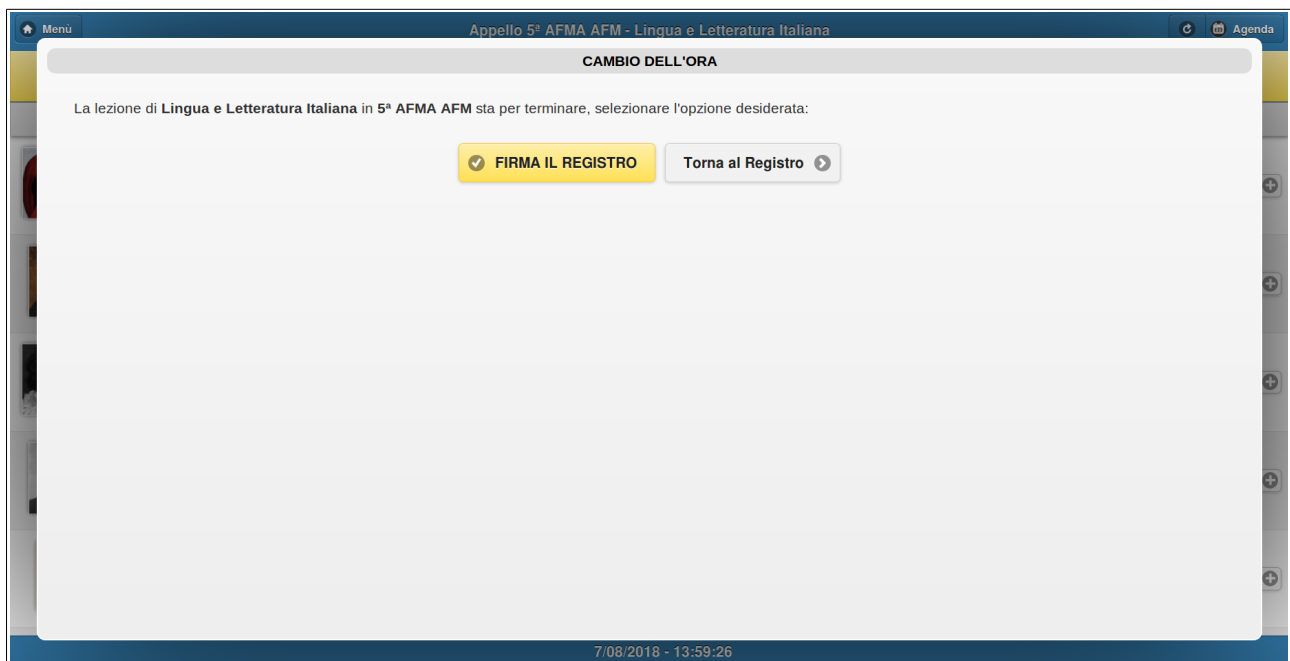 Menù
Appello 5ª AFMA AFM - Lingua e Letteratura Italiana
Agenda
CAMBIO DELL'ORA
La lezione di Lingua e Letteratura Italiana in 5ª AFMA AFM sta per terminare, selezionare l'opzione desiderata:
FIRMA IL REGISTRO
Torna al Registro
7/08/2018 - 13:59:26